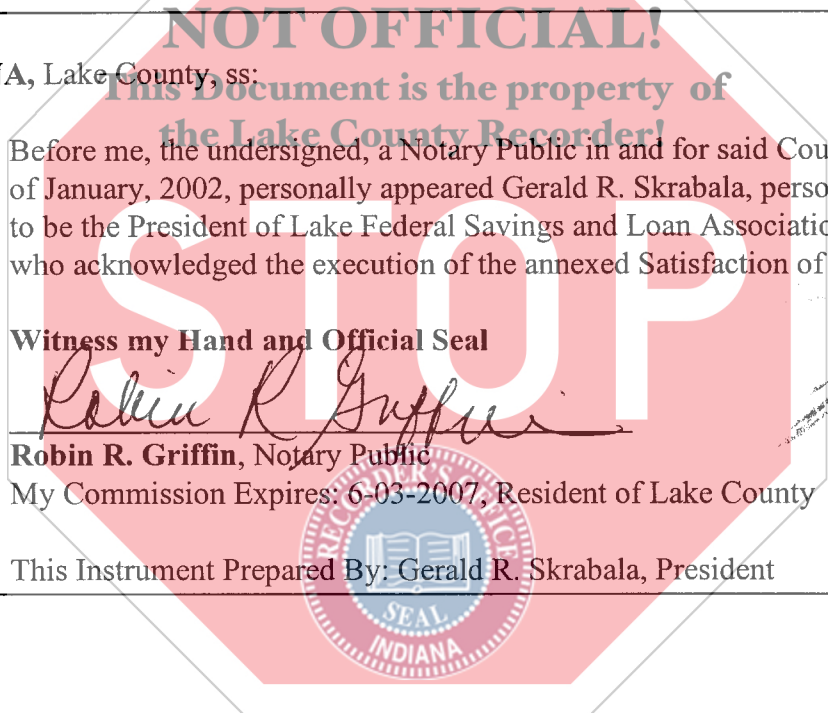 NOT OFFICIAL!
A, Lake County, ss:
This Document is the property of
the Lake County Recorder!
Before me, the undersigned, a Notary Public in and for said Cou
of January, 2002, personally appeared Gerald R. Skrabala, perso
to be the President of Lake Federal Savings and Loan Associatio
who acknowledged the execution of the annexed Satisfaction of
STOP
Witness my Hand and Official Seal
Robin R Griffin
Robin R. Griffin, Notary Public
My Commission Expires: 6-03-2007, Resident of Lake County
RECORDER'S OFFICE
This Instrument Prepared By: Gerald R. Skrabala, President
SEAL
INDIANA